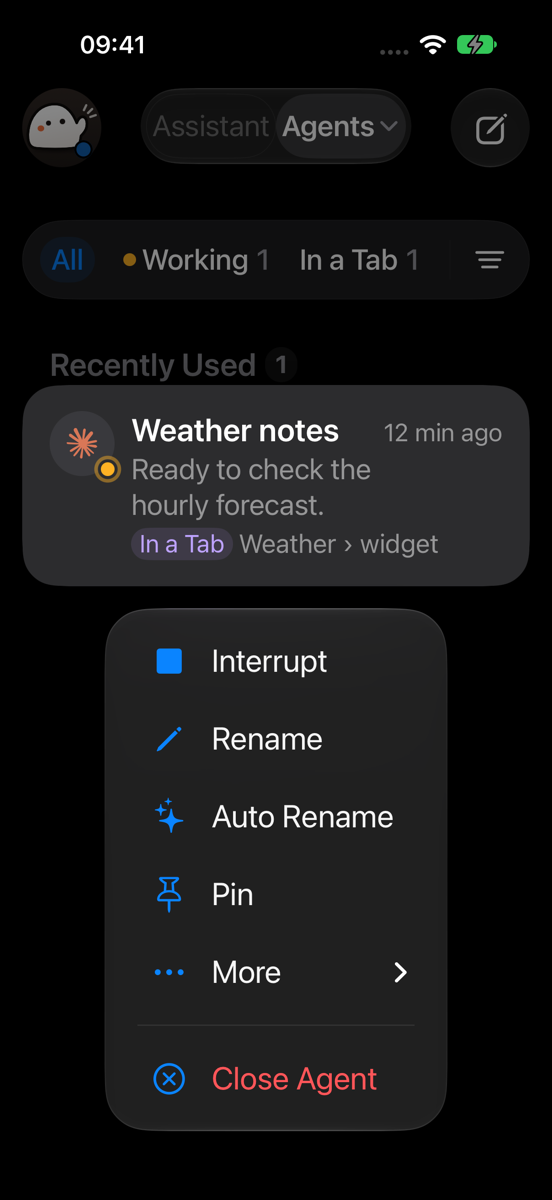 09:41
Assistant Agents
All Working 1 In a Tab 1
Recently Used 1
Weather notes 12 min ago
Ready to check the
hourly forecast.
In a Tab Weather › widget
Interrupt
Rename
Auto Rename
Pin
More
Close Agent